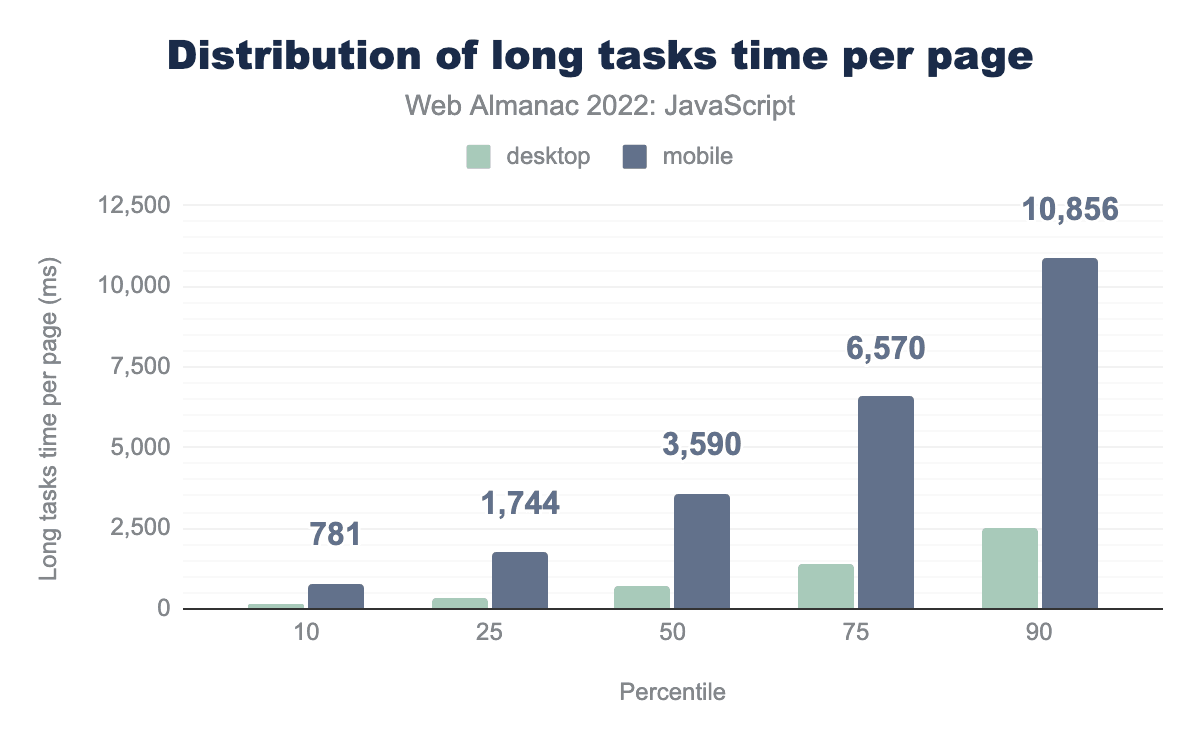 Distribution of long tasks time per page
Web Almanac 2022: JavaScript
desktop
mobile
Long tasks time per page (ms)
12,500
10,000
7,500
5,000
2,500
0
781
1,744
3,590
6,570
10,856
10
25
50
75
90
Percentile